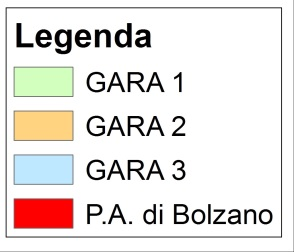 Legenda
GARA 1
GARA 2
GARA 3
P.A. di Bolzano